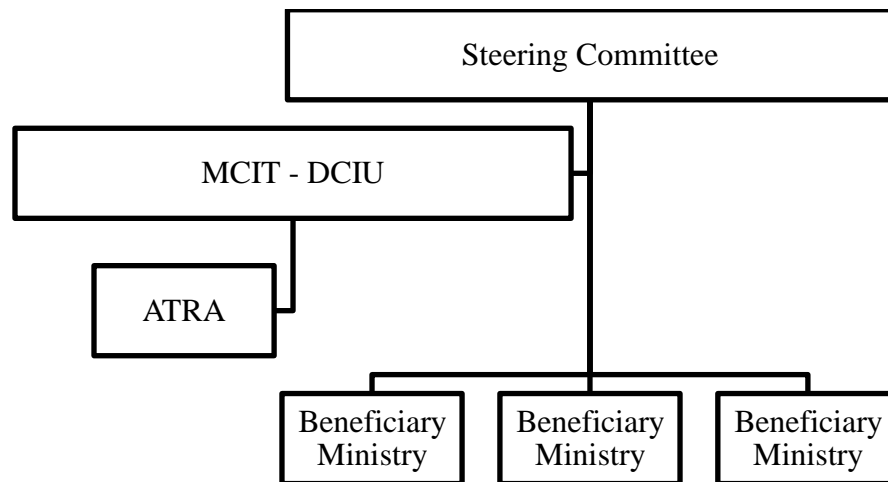 Steering Committee
MCIT - DCIU
ATRA
Beneficiary
Ministry
Beneficiary
Ministry
Beneficiary
Ministry